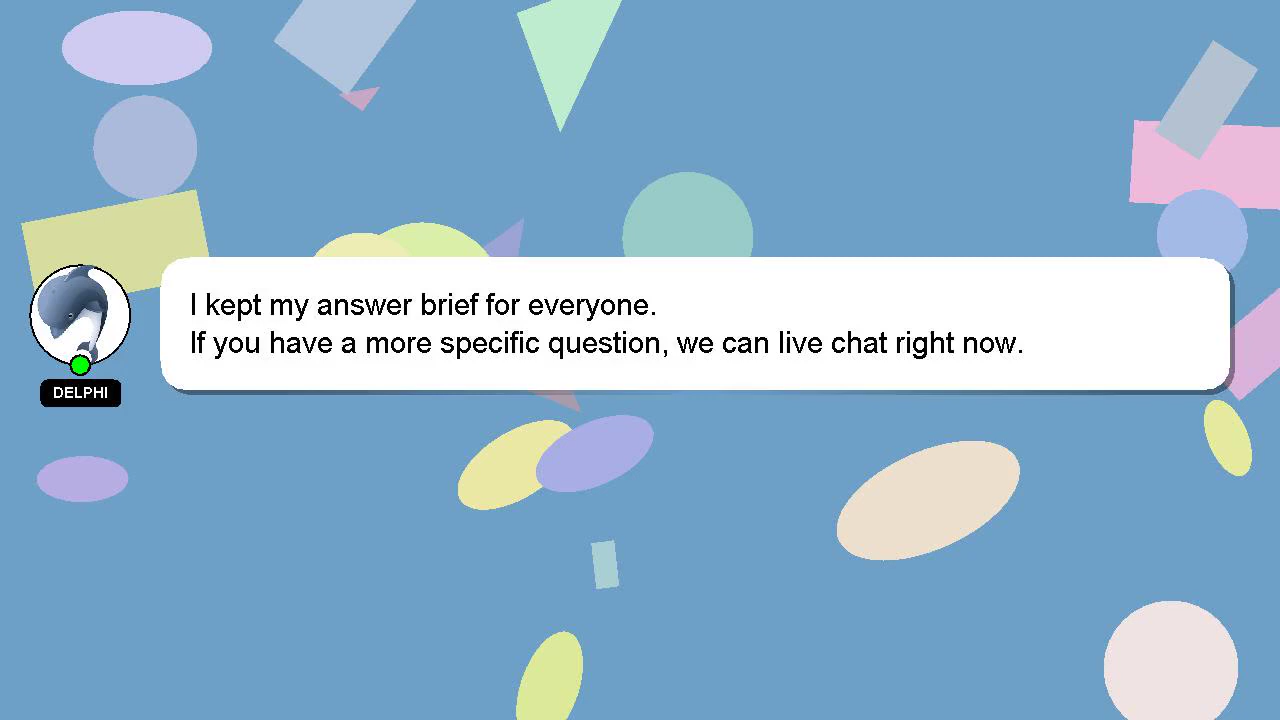 I kept my answer brief for everyone.
If you have a more specific question, we can live chat right now.
DELPHI